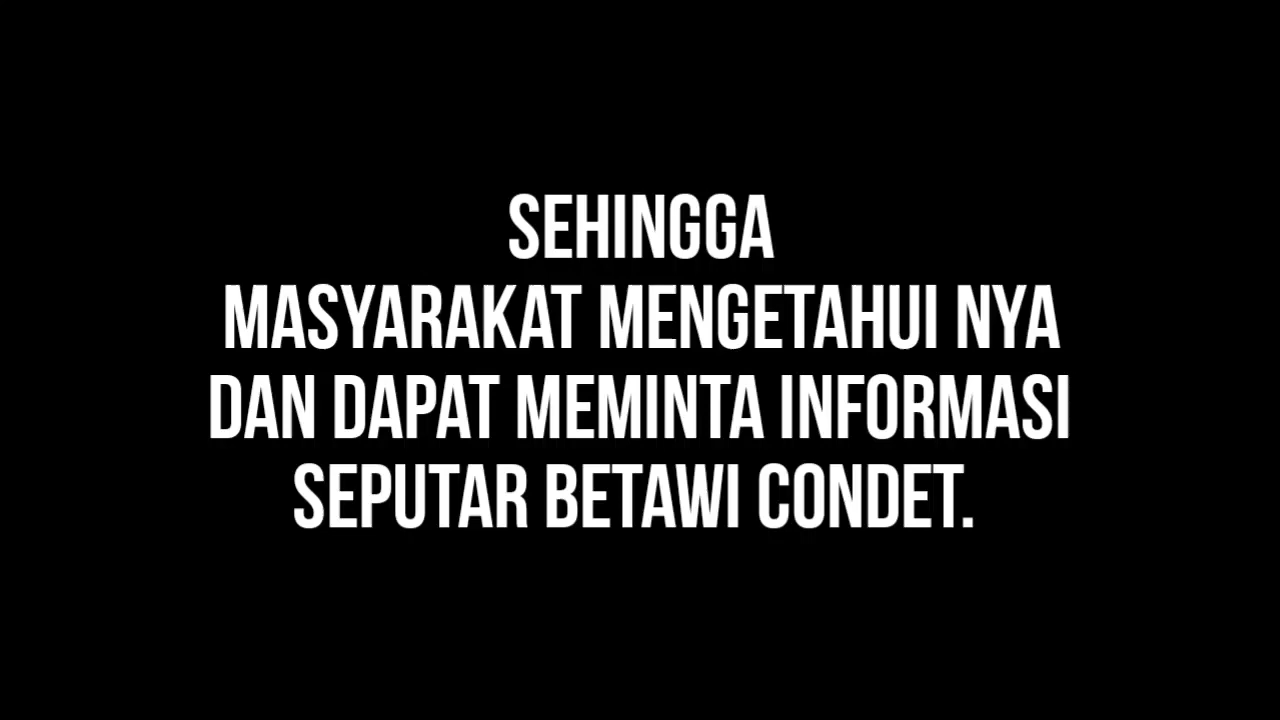 SEHINGGA
MASYARAKAT MENGETAHUI NYA
DAN DAPAT MEMINTA INFORMASI
SEPUTAR BETAWI CONDET.